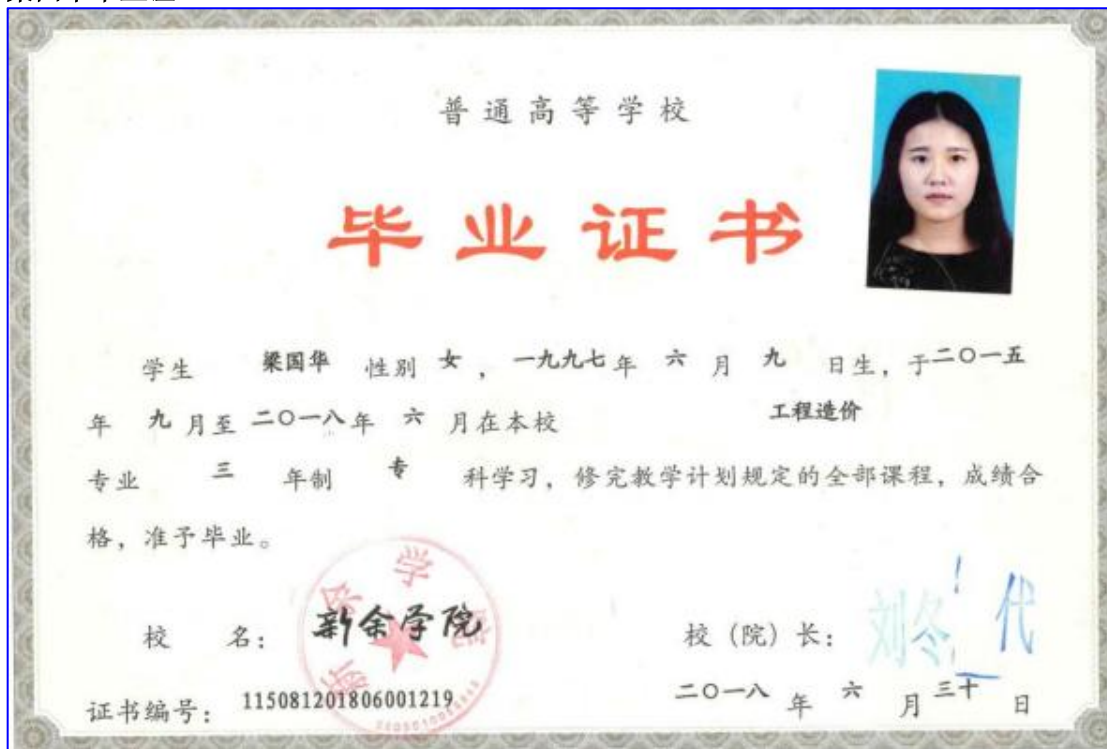 普通高等学校
毕业证书
学生 梁国华 性别 女 , 一九九七 年 六 月 九 日生, 于 二〇一五
年 九 月至 二〇一八 年 六 月在本校 工程造价
专业 三 年制 专 科学习, 修完教学计划规定的全部课程, 成绩合
格, 准予毕业。
新余学院
校 名: 新余学院 校 (院) 长:
证书编号: 115081201806001219 二〇一八 年 六 月 三十 日